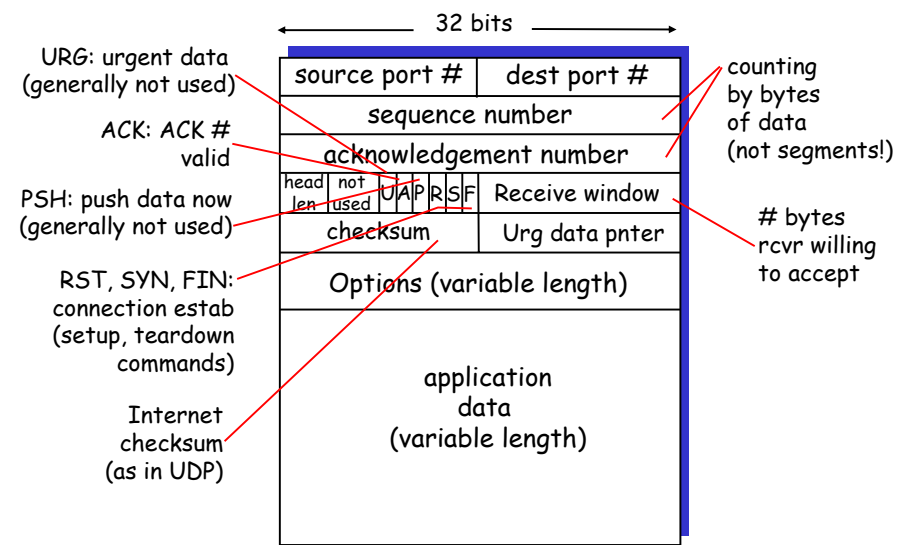 32 bits
URG: urgent data
(generally not used)
ACK: ACK #
valid
PSH: push data now
(generally not used)
RST, SYN, FIN:
connection estab
(setup, teardown
commands)
Internet
checksum
(as in UDP)
source port # dest port #
sequence number
acknowledgement number
head
len
not
used
U A P R S F
Receive window
checksum Urg data pnter
Options (variable length)
application
data
(variable length)
counting
by bytes
of data
(not segments!)
# bytes
rcvr willing
to accept